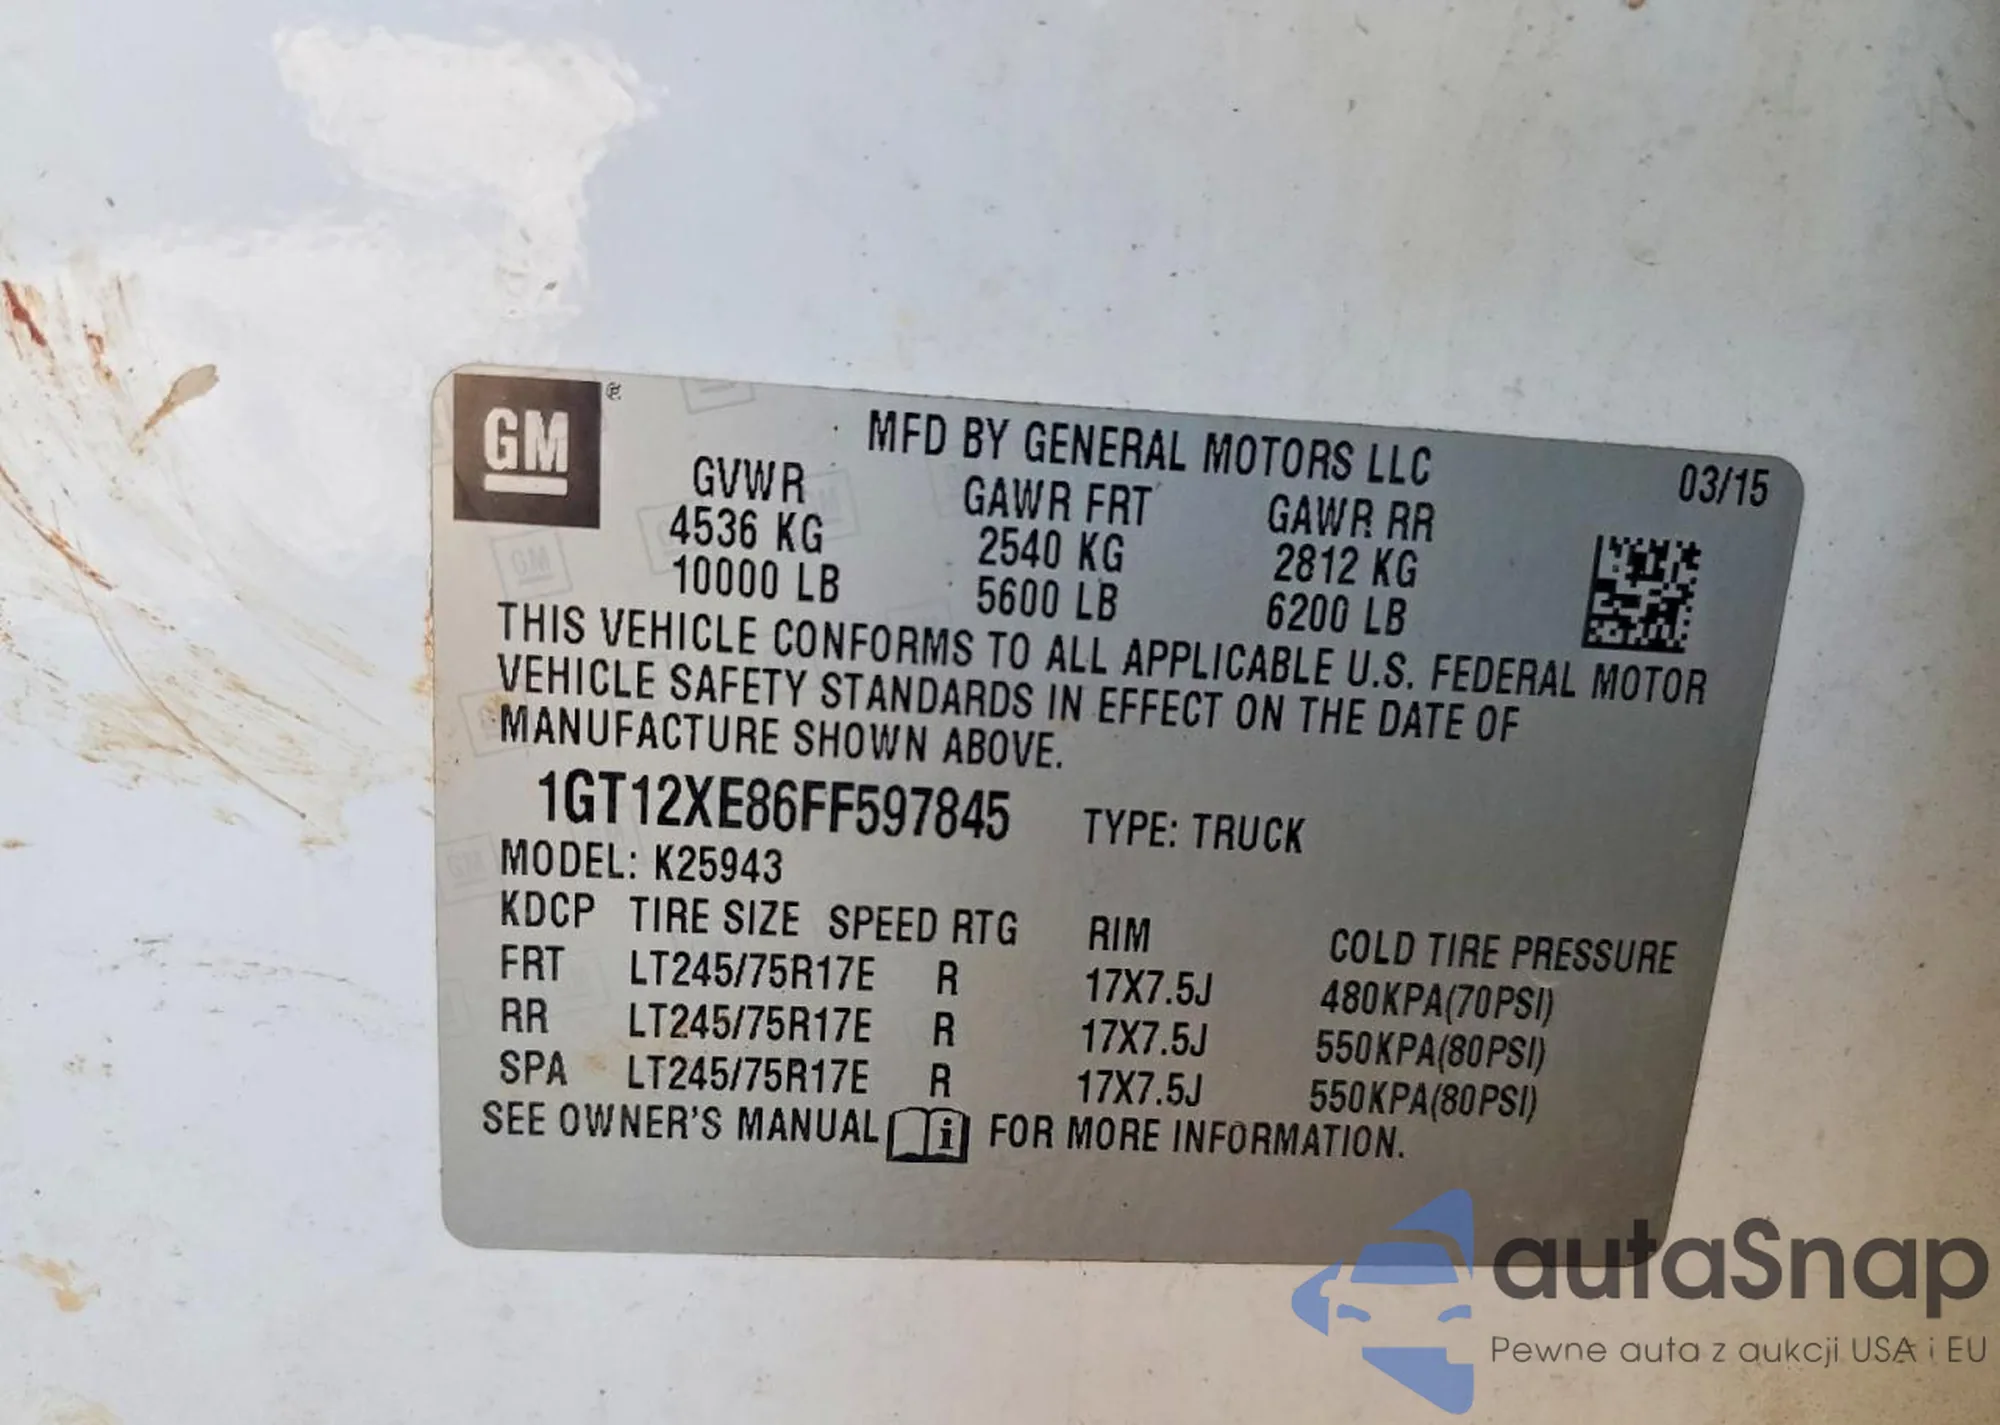 GM
MFD BY GENERAL MOTORS LLC 03/15
GVWR GAWR FRT GAWR RR
4536 KG 2540 KG 2812 KG
10000 LB 5600 LB 6200 LB
THIS VEHICLE CONFORMS TO ALL APPLICABLE U.S. FEDERAL MOTOR
VEHICLE SAFETY STANDARDS IN EFFECT ON THE DATE OF
MANUFACTURE SHOWN ABOVE.
1GT12XE86FF597845 TYPE: TRUCK
MODEL: K25943
KDCP TIRE SIZE SPEED RTG RIM COLD TIRE PRESSURE
FRT LT245/75R17E R 17X7.5J 480KPA(70PSI)
RR LT245/75R17E R 17X7.5J 550KPA(80PSI)
SPA LT245/75R17E R 17X7.5J 550KPA(80PSI)
SEE OWNER'S MANUAL i FOR MORE INFORMATION.
autaSnap
Pewne auta z aukcji USA i EU